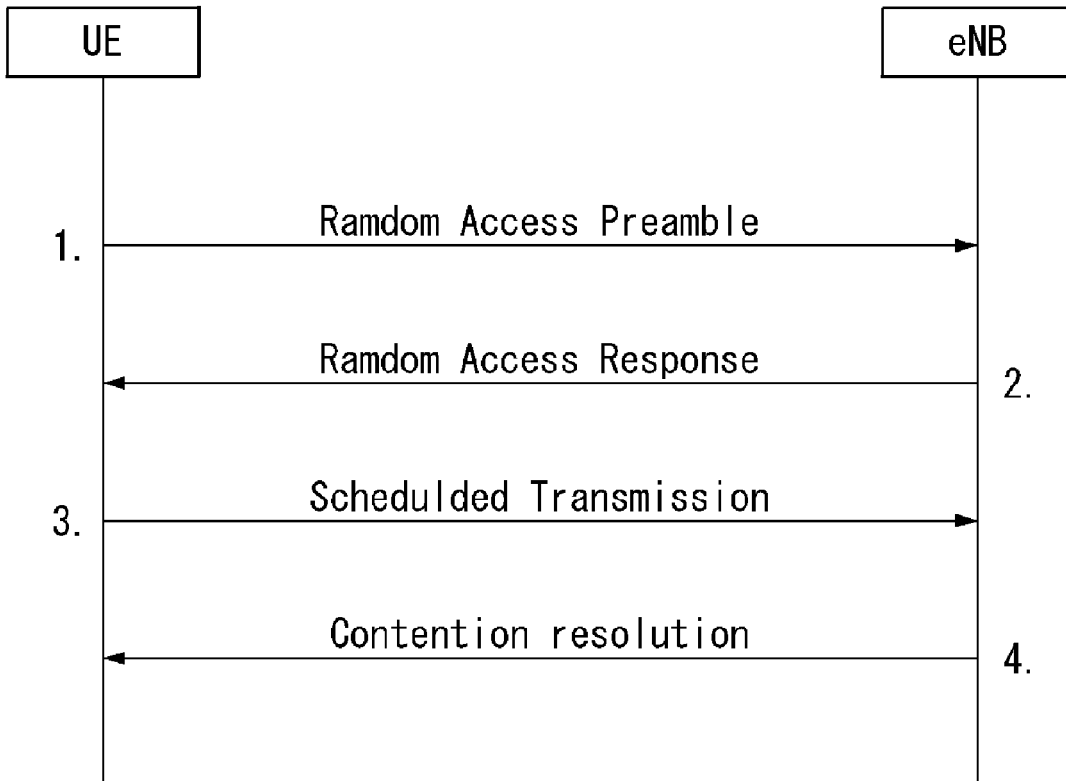 UE
eNB
Ramdom Access Preamble
1.
Ramdom Access Response
2.
Schedulded Transmission
3.
Contention resolution
4.